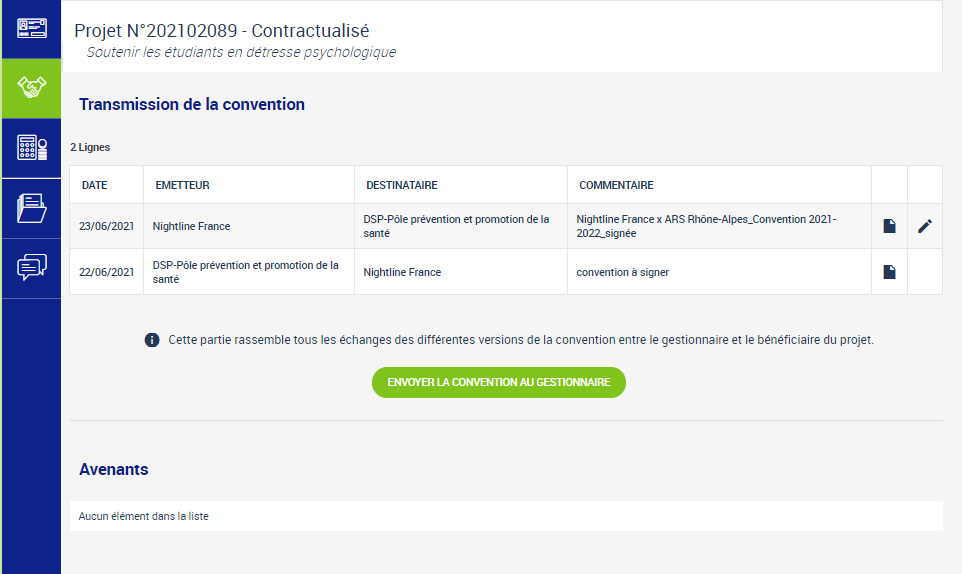 Projet N°202102089 - Contractualisé
Soutenir les étudiants en détresse psychologique
Transmission de la convention
2 Lignes
DATE EMETTEUR DESTINATAIRE COMMENTAIRE
23/06/2021 Nightline France DSP-Pôle prévention et promotion de la santé Nightline France x ARS Rhône-Alpes_Convention 2021-2022_signée
22/06/2021 DSP-Pôle prévention et promotion de la santé Nightline France convention à signer
Cette partie rassemble tous les échanges des différentes versions de la convention entre le gestionnaire et le bénéficiaire du projet.
ENVOYER LA CONVENTION AU GESTIONNAIRE
Avenants
Aucun élément dans la liste